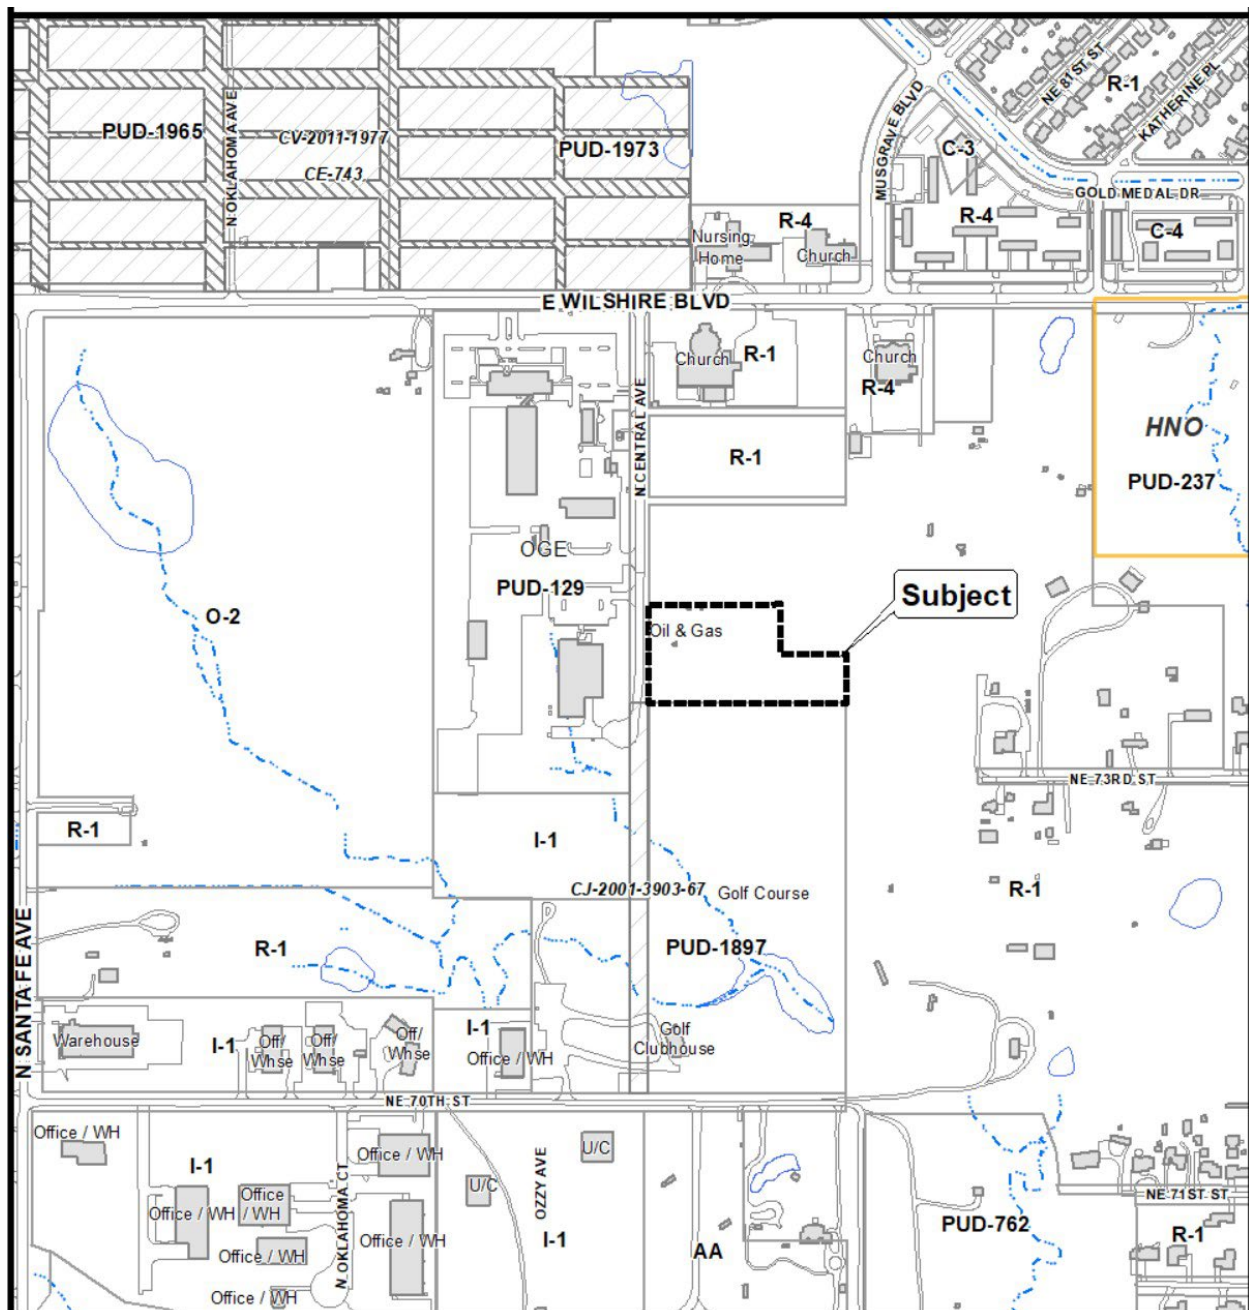 NE 81ST ST
R-1
KATHERINE PL
MUSGRAVE BLVD
N OKLAHOMA AVE
PUD-1965
CV-2011-1977
PUD-1973
C-3
CE-743
GOLD MEDAL DR
R-4
R-4
C-4
Nursing
Home
Church
E WILSHIRE BLVD
Church
R-1
Church
R-4
N CENTRAL AVE
HNO
R-1
PUD-237
OGE
PUD-129
Subject
O-2
Oil & Gas
NE 73RD ST
R-1
I-1
CJ-2001-3903-67
Golf Course
R-1
N SANTA FE AVE
R-1
PUD-1897
Warehouse
I-1
Off/
Whse
Off/
Whse
Off/
Whse
I-1
Office / WH
Golf
Clubhouse
NE 70TH ST
Office / WH
Office / WH
U/C
I-1
OZZY AVE
U/C
Office / WH
Office
/ WH
N OKLAHOMA CT
Office / WH
I-1
AA
PUD-762
NE 71ST ST
R-1
Office / WH
Office / WH